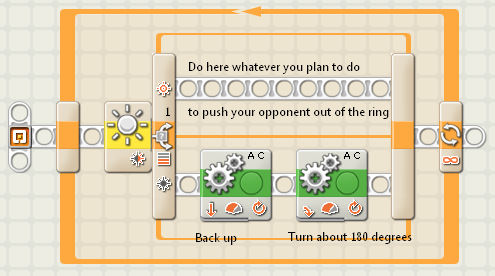 Do here whatever you plan to do
1
to push your opponent out of the ring
A C
A C
Back up
Turn about 180 degrees